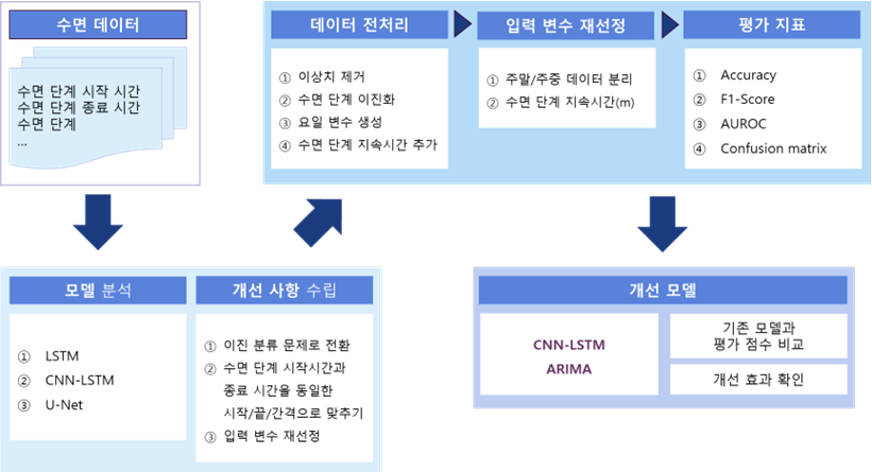 수면 데이터
수면 단계 시작 시간
수면 단계 종료 시간
수면 단계
...
모델 분석
① LSTM
② CNN-LSTM
③ U-Net
개선 사항 수립
① 이진 분류 문제로 전환
② 수면 단계 시작시간과
종료 시간을 동일한
시작/끝/간격으로 맞추기
③ 입력 변수 재선정
데이터 전처리
① 이상치 제거
② 수면 단계 이진화
③ 요일 변수 생성
④ 수면 단계 지속시간 추가
입력 변수 재선정
① 주말/주중 데이터 분리
② 수면 단계 지속시간(m)
평가 지표
① Accuracy
② F1-Score
③ AUROC
④ Confusion matrix
개선 모델
CNN-LSTM
ARIMA
기존 모델과
평가 점수 비교
개선 효과 확인